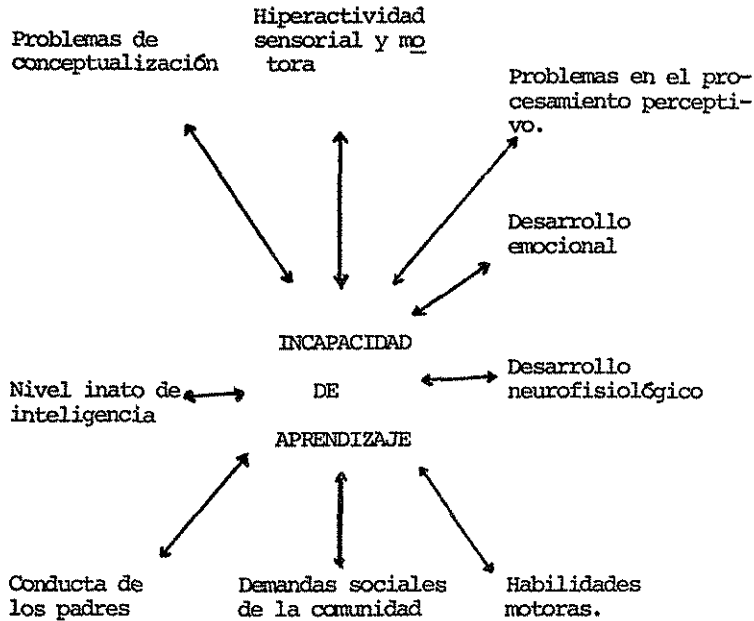 Problemas de
conceptualización
Hiperactividad
sensorial y mo
tora
Problemas en el pro-
cesamiento percepti-
vo.
Desarrollo
emocional
INCAPACIDAD
DE
APRENDIZAJE
Nivel inato de
inteligencia
Desarrollo
neurofisiológico
Conducta de
los padres
Demandas sociales
de la comunidad
Habilidades
motoras.